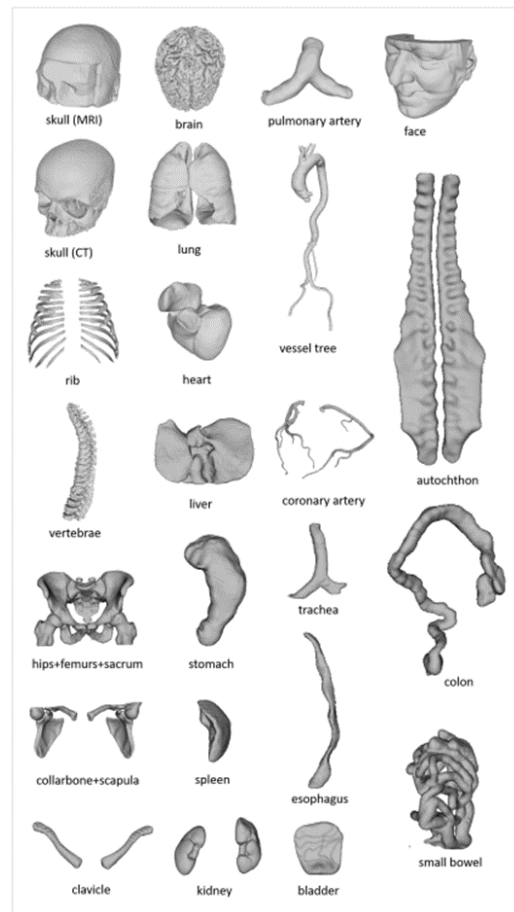 skull (MRI)
brain
pulmonary artery
face
skull (CT)
lung
vessel tree
rib
heart
autochthon
vertebrae
liver
coronary artery
hips+femurs+sacrum
stomach
trachea
colon
collarbone+scapula
spleen
esophagus
clavicle
kidney
bladder
small bowel